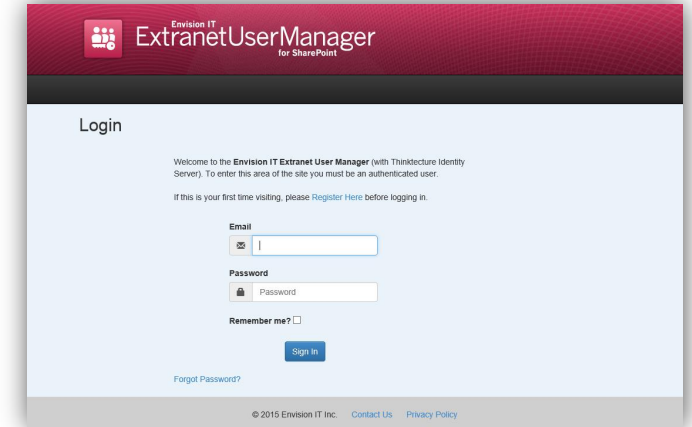 Envision IT
ExtranetUserManager
for SharePoint
Login
Welcome to the Envision IT Extranet User Manager (with Thinktecture Identity
Server). To enter this area of the site you must be an authenticated user.
If this is your first time visiting, please Register Here before logging in.
Email
Password
Password
Remember me?
Sign In
Forgot Password?
© 2015 Envision IT Inc. Contact Us Privacy Policy